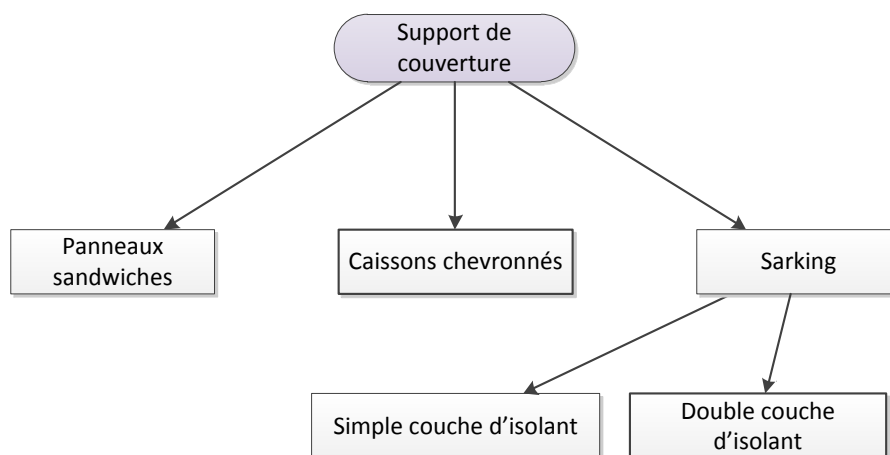 Support de
couverture
Panneaux
sandwiches
Caissons chevronnés
Sarking
Simple couche d’isolant
Double couche
d’isolant